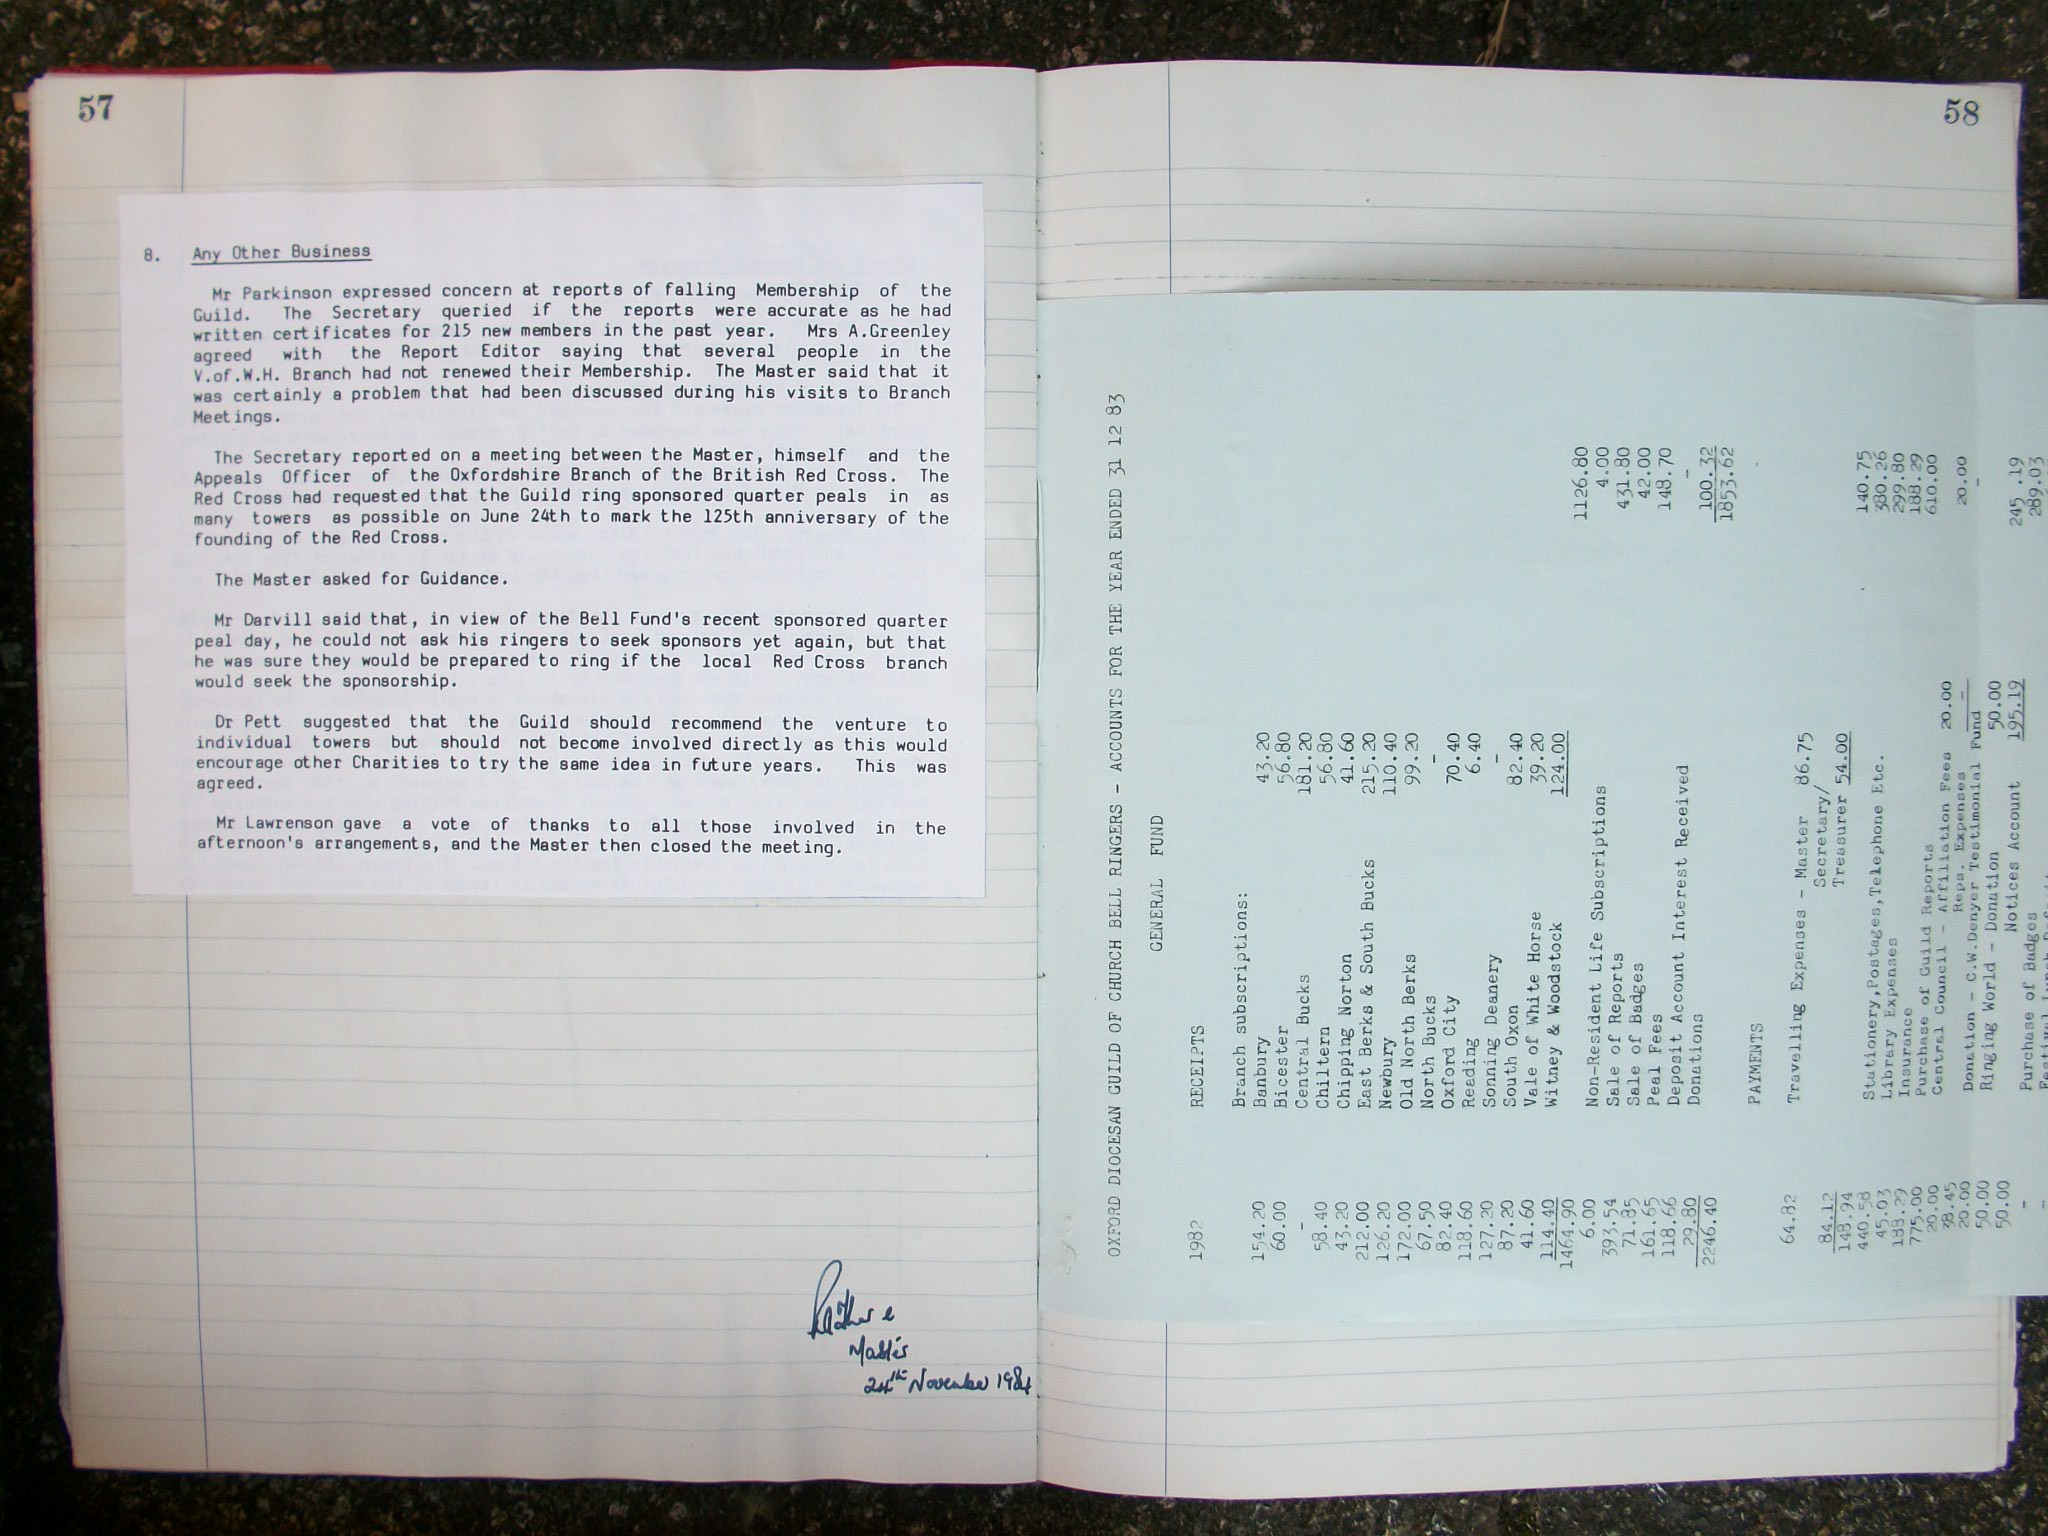 57
8. Any Other Business
Mr Parkinson expressed concern at reports of falling Membership of the
Guild. The Secretary queried if the reports were accurate as he had
written certificates for 215 new members in the past year. Mrs A.Greenley
agreed with the Report Editor saying that several people in the
V.of.W.H. Branch had not renewed their Membership. The Master said that it
was certainly a problem that had been discussed during his visits to Branch
Meetings.
The Secretary reported on a meeting between the Master, himself and the
Appeals Officer of the Oxfordshire Branch of the British Red Cross. The
Red Cross had requested that the Guild ring sponsored quarter peals in as
many towers as possible on June 24th to mark the 125th anniversary of the
founding of the Red Cross.
The Master asked for Guidance.
Mr Darvill said that, in view of the Bell Fund's recent sponsored quarter
peal day, he could not ask his ringers to seek sponsors yet again, but that
he was sure they would be prepared to ring if the local Red Cross branch
would seek the sponsorship.
Dr Pett suggested that the Guild should recommend the venture to
individual towers but should not become involved directly as this would
encourage other Charities to try the same idea in future years. This was
agreed.
Mr Lawrenson gave a vote of thanks to all those involved in the
afternoon's arrangements, and the Master then closed the meeting.
Master
24th November 1984
58
OXFORD DIOCESAN GUILD OF CHURCH BELL RINGERS - ACCOUNTS FOR THE YEAR ENDED 31 12 83
GENERAL FUND
1982 RECEIPTS
Branch subscriptions:
154.20 Banbury 43.20
60.00 Bicester 56.80
- Central Bucks 181.20
58.40 Chiltern 56.80
43.20 Chipping Norton 41.60
212.00 East Berks & South Bucks 215.20
126.20 Newbury 110.40
172.00 Old North Berks 99.20
67.50 North Bucks -
82.40 Oxford City 70.40
118.60 Reading 6.40
127.20 Sonning Deanery -
87.20 South Oxon 82.40
41.60 Vale of White Horse 39.20
114.40 Witney & Woodstock 124.00
1464.90 1126.80
6.00 Non-Resident Life Subscriptions 4.00
393.54 Sale of Reports 431.80
71.85 Sale of Badges 42.00
161.65 Peal Fees 148.70
118.66 Deposit Account Interest Received -
29.80 Donations 100.32
2246.40 1853.62
PAYMENTS
64.82 Travelling Expenses - Master 86.75
Secretary/
84.12 Treasurer 54.00
148.94 140.75
440.58 Stationery,Postages,Telephone Etc. 380.26
45.03 Library Expenses 299.80
188.29 Insurance 188.29
775.00 Purchase of Guild Reports 610.00
20.00 Central Council - Affiliation Fees 20.00
38.45 Reps. Expenses - 20.00
20.00 Donation - C.W.Denyer Testimonial Fund -
50.00 Ringing World - Donation 50.00
50.00 Notices Account 195.19 245.19
- Purchase of Badges 289.03